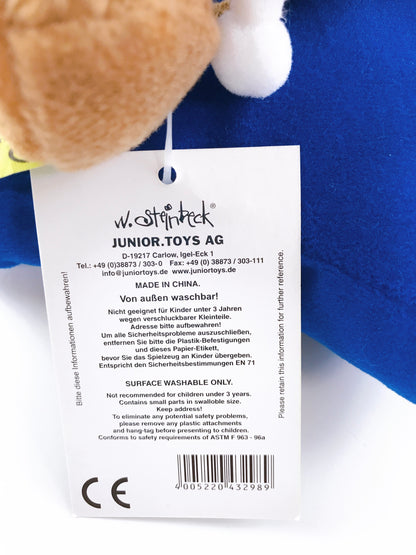 w. Steinbeck
JUNIOR.TOYS AG
D-19217 Carlow, Igel-Eck 1
Tel.: +49 (0)38873 / 303-0 Fax: +49 (0) 38873 / 303-111
info@juniortoys.de www.juniortoys.de
MADE IN CHINA.
Von außen waschbar!
Nicht geeignet für Kinder unter 3 Jahren
wegen verschluckbarer Kleinteile.
Adresse bitte aufbewahren!
Um alle Sicherheitsprobleme auszuschließen,
entfernen Sie bitte die Plastik-Befestigungen
und dieses Papier-Etikett,
bevor Sie das Spielzeug an Kinder übergeben.
Entspricht den Sicherheitsbestimmungen EN 71
SURFACE WASHABLE ONLY.
Not recommended for children under 3 years.
Contains small parts in swalloble size.
Keep address!
To eliminate any potential safety problems,
please remove any plastic attachments
and hang-tag before presenting to children.
Conforms to safety requirements of ASTM F 963 - 96a
CE
4 005220 432989
Bitte diese Informationen aufbewahren!
Please retain this information for further reference.